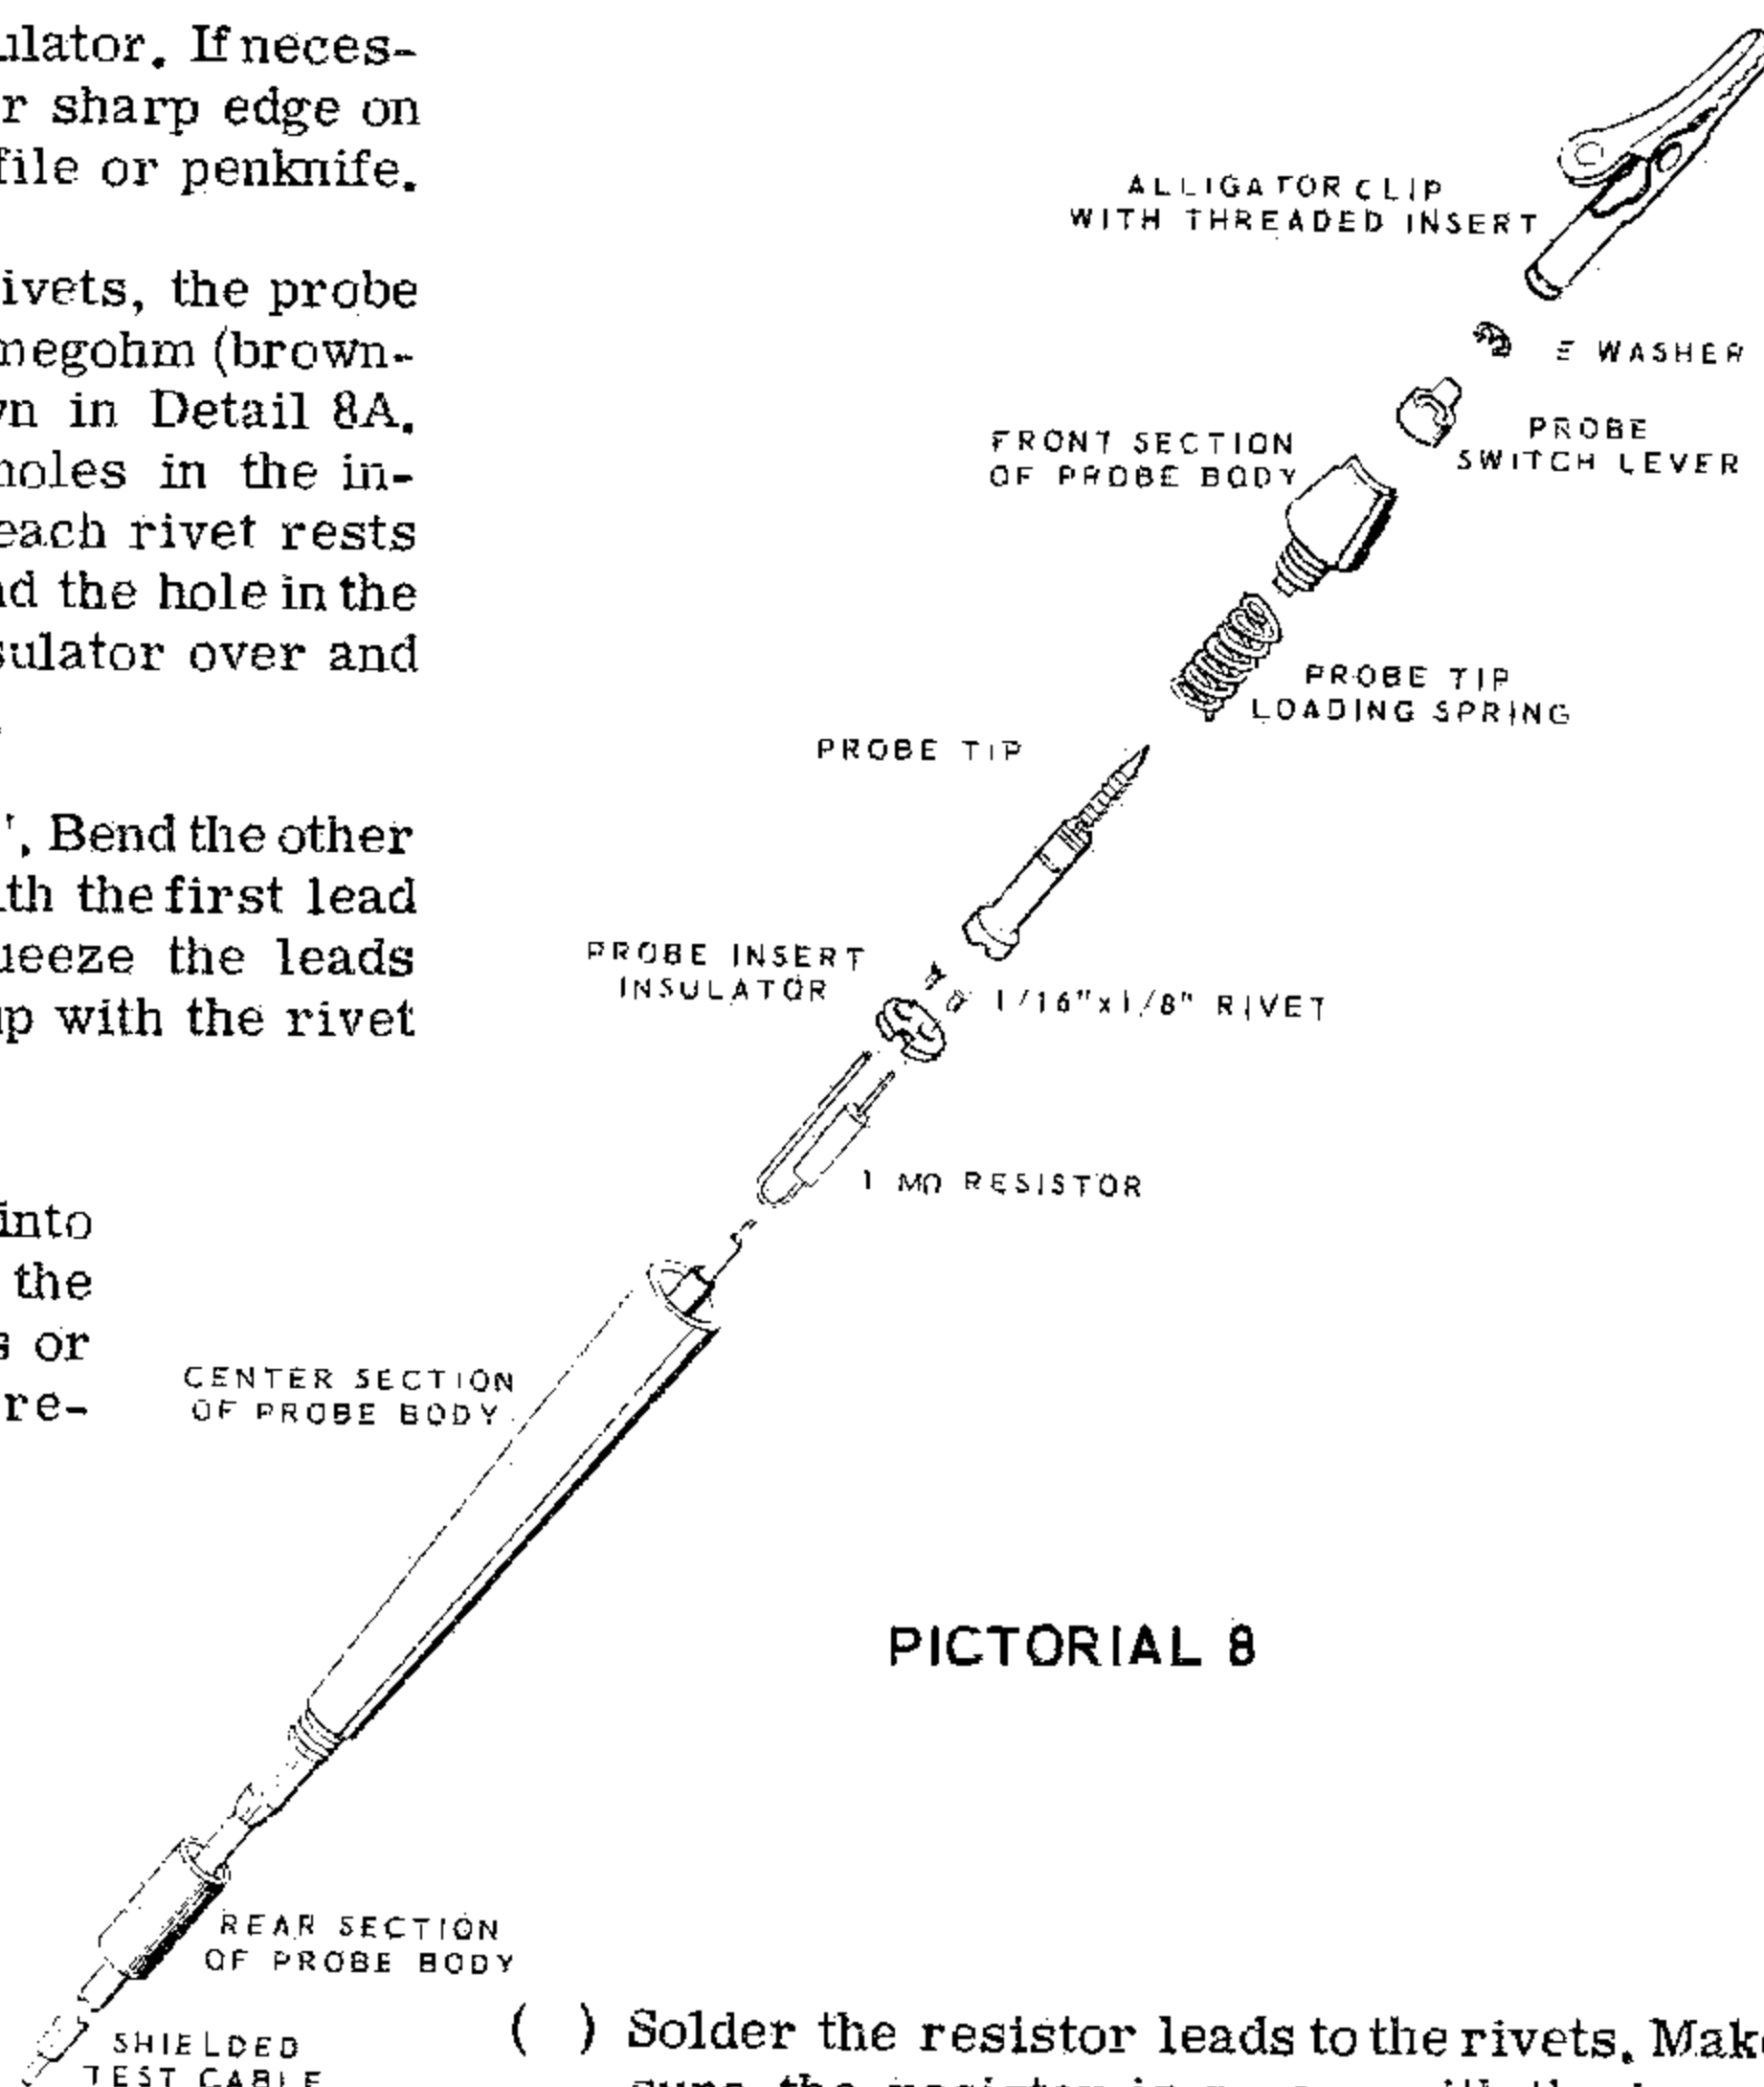 ulator. If neces-
r sharp edge on
file or penknife.
ivets, the probe
megohm (brown-
wn in Detail 8A.
holes in the in-
each rivet rests
nd the hole in the
sulator over and
", Bend the other
ith the first lead
ueeze the leads
up with the rivet
into
the
s or
re-
ALLIGATOR CLIP
WITH THREADED INSERT
E WASHER
PROBE
SWITCH LEVER
FRONT SECTION
OF PROBE BODY
PROBE TIP
LOADING SPRING
PROBE TIP
PROBE INSERT
INSULATOR
1/16"x1/8" RIVET
1 MΩ RESISTOR
CENTER SECTION
OF PROBE BODY
PICTORIAL 8
REAR SECTION
OF PROBE BODY
SHIELDED
TEST CABLE
( ) Solder the resistor leads to the rivets. Make